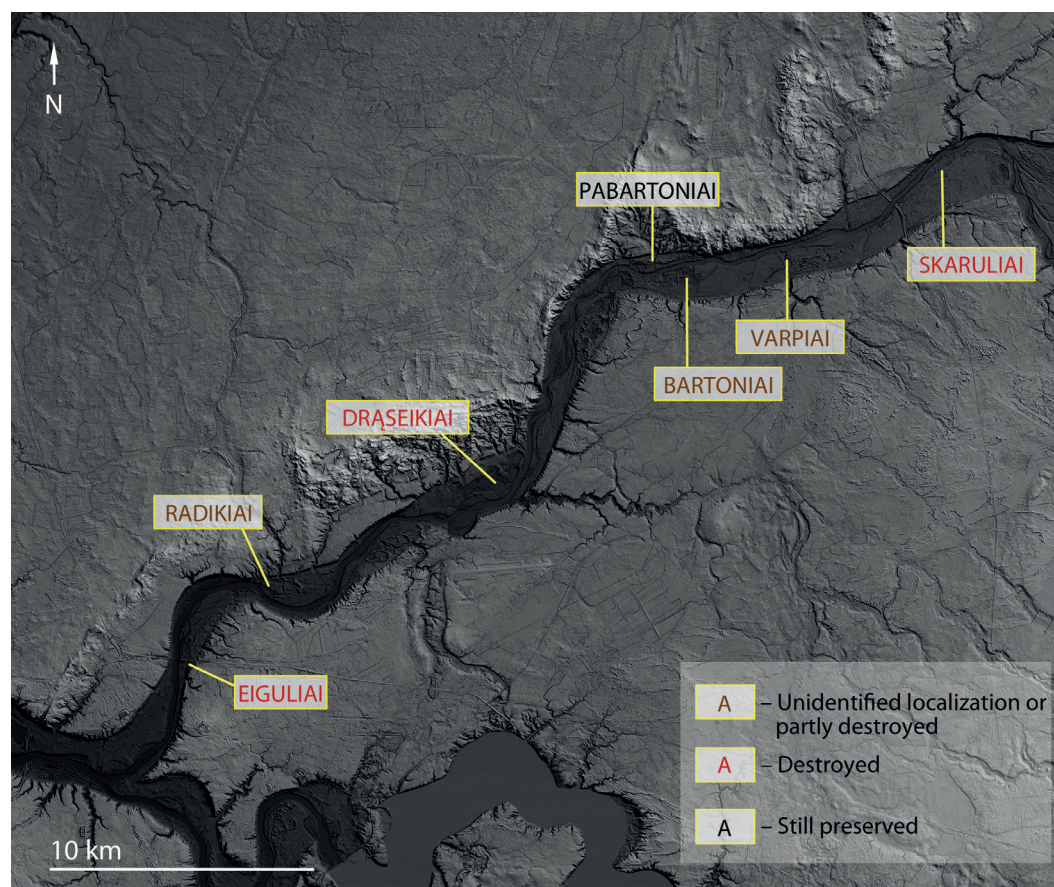 N
PABARTONIAI
SKARULIAI
VARPIAI
BARTONIAI
DRĄSEIKIAI
RADIKIAI
EIGULIAI
A – Unidentified localization or
partly destroyed
A – Destroyed
A – Still preserved
10 km